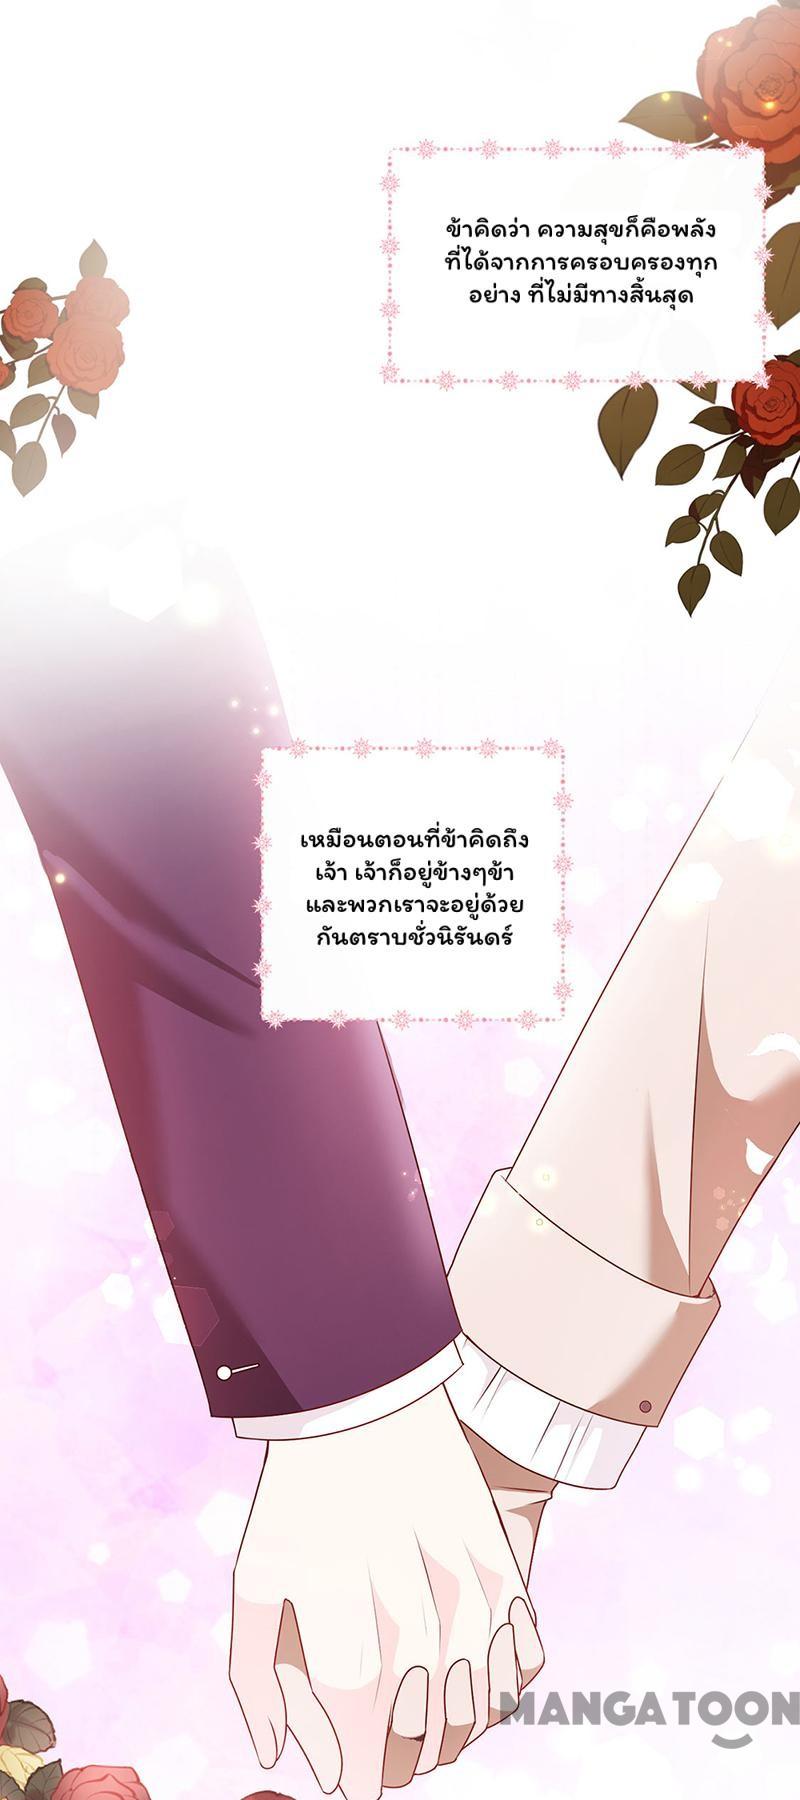 ข้าคิดว่า ความสุขก็คือพลัง
ที่ได้จากการครอบครองทุก
อย่าง ที่ไม่มีทางสิ้นสุด
เหมือนตอนที่ข้าคิดถึง
เจ้า เจ้าก็อยู่ข้างๆข้า
และพวกเราจะอยู่ด้วย
กันตราบชั่วนิรันดร์
MANGATOON